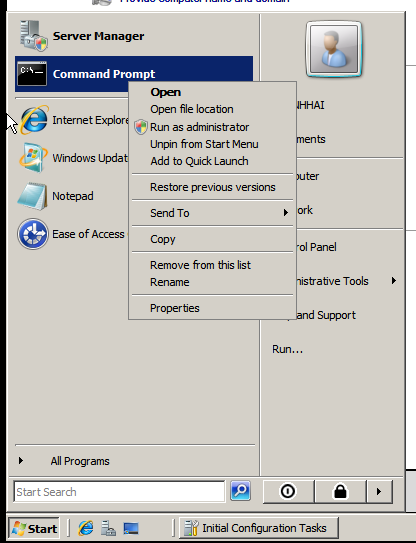 Provide computer name and domain
Server Manager
Command Prompt
Open
Open file location
Run as administrator
Unpin from Start Menu
Add to Quick Launch
Restore previous versions
Send To
Copy
Remove from this list
Rename
Properties
Internet Explore
Windows Updat
Notepad
Ease of Access
NHHAI
ments
puter
ork
rol Panel
nistrative Tools
and Support
Run...
All Programs
Start Search
Start
Initial Configuration Tasks